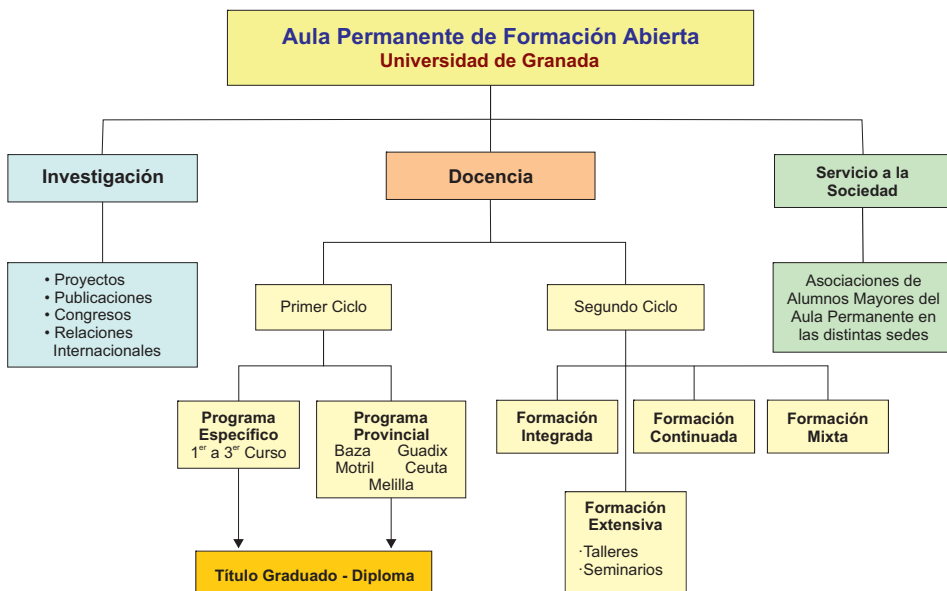 Aula Permanente de Formación Abierta
Universidad de Granada
Investigación
Docencia
Servicio a la
Sociedad
• Proyectos
• Publicaciones
• Congresos
• Relaciones
Internacionales
Primer Ciclo
Segundo Ciclo
Asociaciones de
Alumnos Mayores del
Aula Permanente en
las distintas sedes
Programa
Específico
1er a 3er Curso
Programa
Provincial
Baza Guadix
Motril Ceuta
Melilla
Formación
Integrada
Formación
Continuada
Formación
Mixta
Formación
Extensiva
·Talleres
·Seminarios
Título Graduado - Diploma